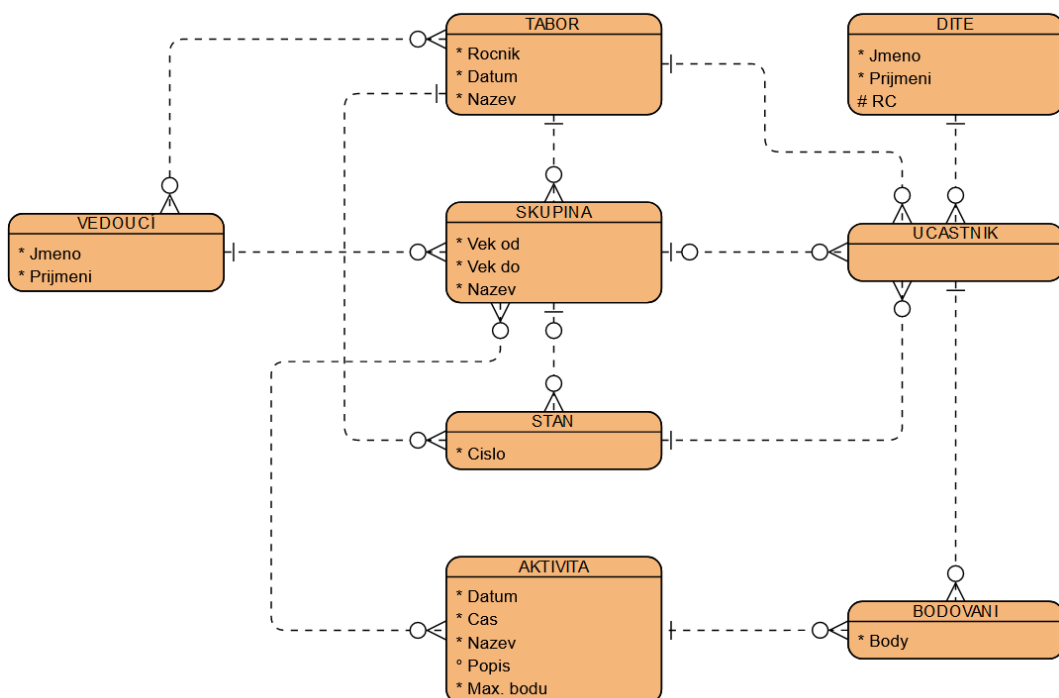 TABOR
* Rocnik
* Datum
* Nazev
DITE
* Jmeno
* Prijmeni
# RC
VEDOUCÍ
* Jmeno
* Prijmeni
SKUPINA
* Vek od
* Vek do
* Nazev
UCASTNIK
STAN
* Cislo
AKTIVITA
* Datum
* Cas
* Nazev
° Popis
* Max. bodu
BODOVANI
* Body